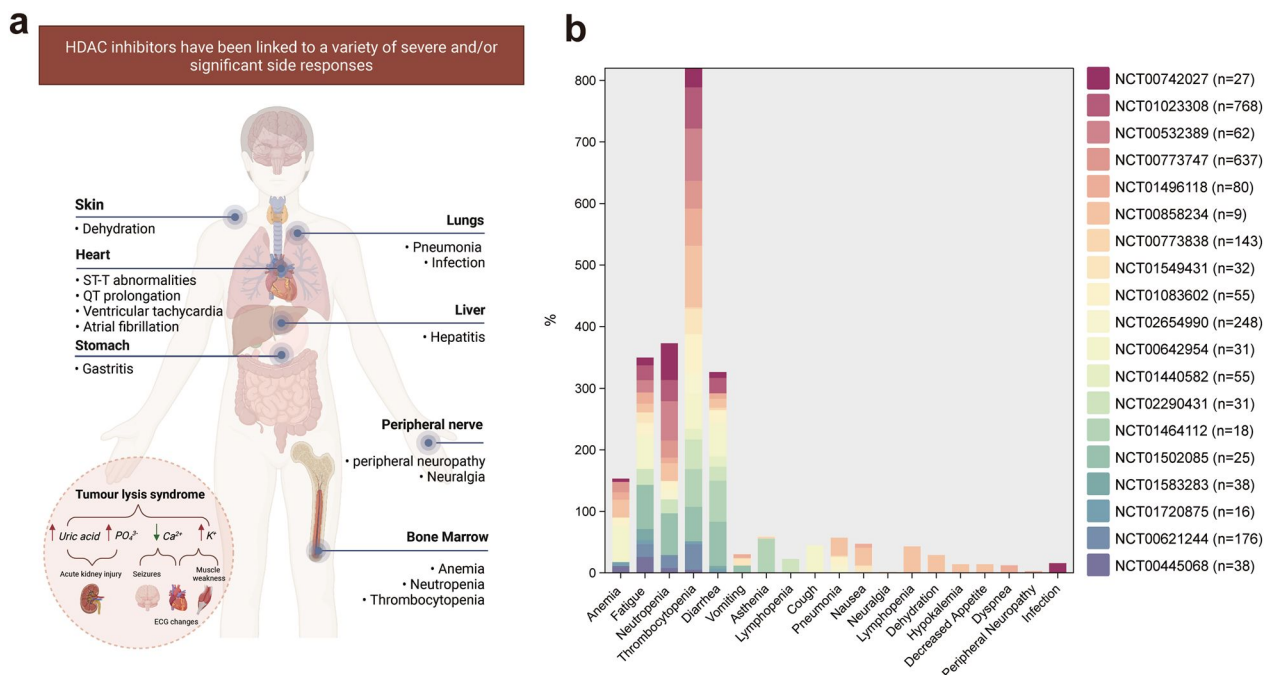 a
HDAC inhibitors have been linked to a variety of severe and/or
significant side responses
Skin
• Dehydration
Heart
• ST-T abnormalities
• QT prolongation
• Ventricular tachycardia
• Atrial fibrillation
Stomach
• Gastritis
Lungs
• Pneumonia
• Infection
Liver
• Hepatitis
Peripheral nerve
• peripheral neuropathy
• Neuralgia
Bone Marrow
• Anemia
• Neutropenia
• Thrombocytopenia
Tumour lysis syndrome
Uric acid PO₄³⁻ Ca²⁺ K⁺
Acute kidney injury
Seizures
Muscle
weakness
ECG changes
b
%
800
700
600
500
400
300
200
100
0
Anemia
Fatigue
Neutropenia
Thrombocytopenia
Diarrhea
Vomiting
Asthenia
Lymphopenia
Cough
Pneumonia
Nausea
Neuralgia
Lymphopenia
Dehydration
Hypokalemia
Decreased Appetite
Dyspnea
Peripheral Neuropathy
Infection
NCT00742027 (n=27)
NCT01023308 (n=768)
NCT00532389 (n=62)
NCT00773747 (n=637)
NCT01496118 (n=80)
NCT00858234 (n=9)
NCT00773838 (n=143)
NCT01549431 (n=32)
NCT01083602 (n=55)
NCT02654990 (n=248)
NCT00642954 (n=31)
NCT01440582 (n=55)
NCT02290431 (n=31)
NCT01464112 (n=18)
NCT01502085 (n=25)
NCT01583283 (n=38)
NCT01720875 (n=16)
NCT00621244 (n=176)
NCT00445068 (n=38)